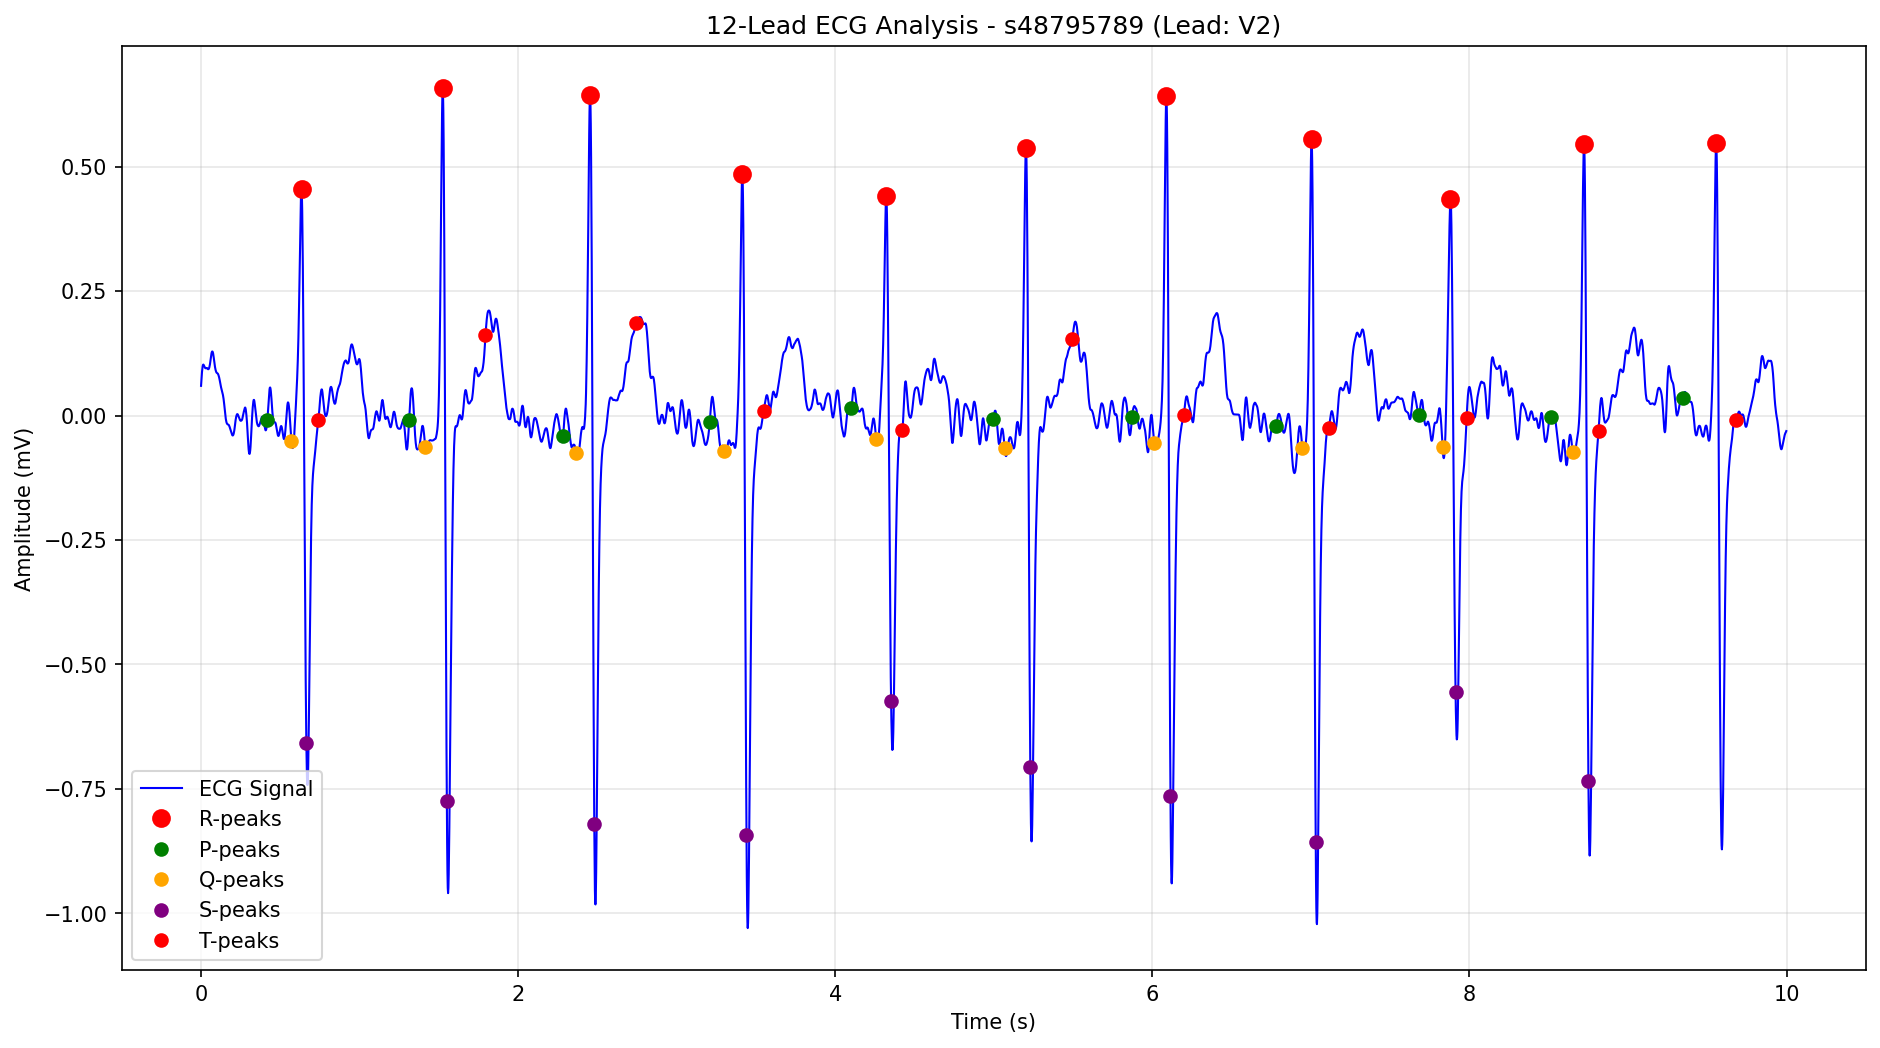 12-Lead ECG Analysis - s48795789 (Lead: V2)
Amplitude (mV)
0.50
0.25
0.00
−0.25
−0.50
−0.75
−1.00
ECG Signal
R-peaks
P-peaks
Q-peaks
S-peaks
T-peaks
0 2 4 6 8 10
Time (s)